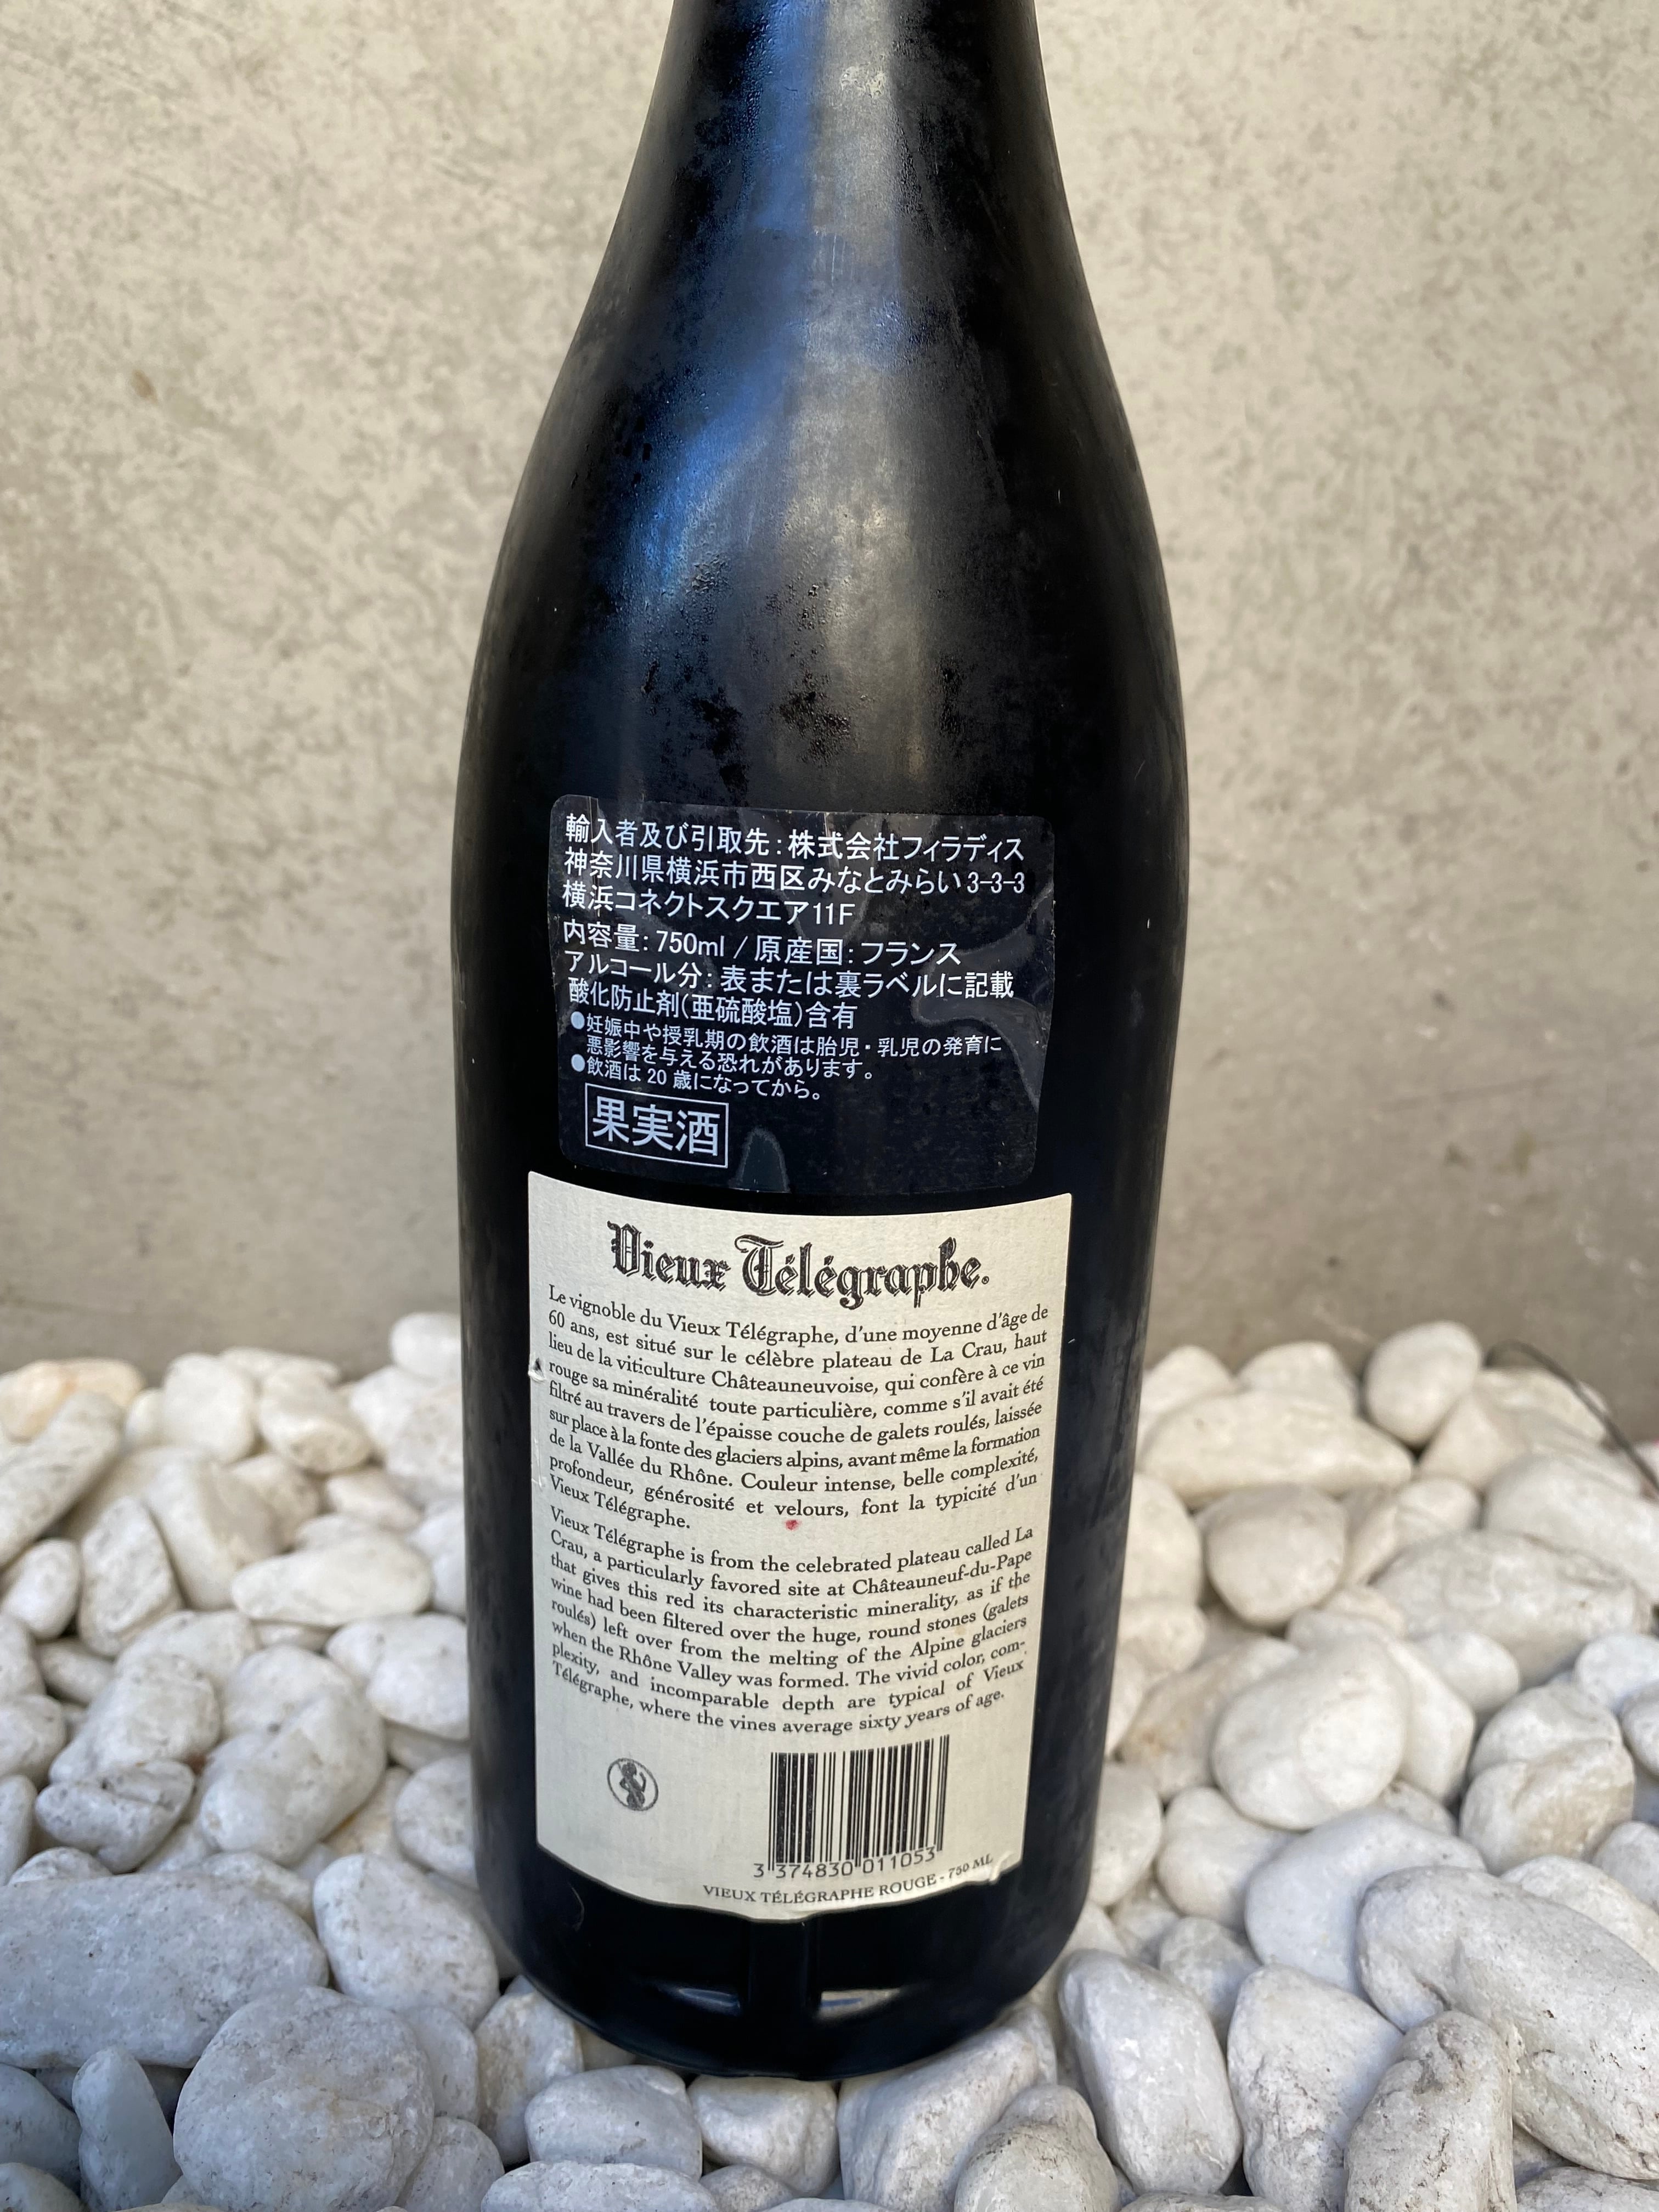 輸入者及び引取先：株式会社フィラディス
神奈川県横浜市西区みなとみらい3-3-3
横浜コネクトスクエア11F
内容量：750ml / 原産国：フランス
アルコール分：表または裏ラベルに記載
酸化防止剤(亜硫酸塩)含有
●妊娠中や授乳期の飲酒は胎児・乳児の発育に
悪影響を与える恐れがあります。
●飲酒は20歳になってから。
果実酒
Vieux Télégraphe.
Le vignoble du Vieux Télégraphe, d'une moyenne d'âge de
60 ans, est situé sur le célèbre plateau de La Crau, haut
lieu de la viticulture Châteauneuvoise, qui confère à ce vin
rouge sa minéralité toute particulière, comme s'il avait été
filtré au travers de l'épaisse couche de galets roulés, laissée
sur place à la fonte des glaciers alpins, avant même la formation
de la Vallée du Rhône. Couleur intense, belle complexité,
profondeur, générosité et velours, font la typicité d'un
Vieux Télégraphe.
Vieux Télégraphe is from the celebrated plateau called La
Crau, a particularly favored site at Châteauneuf-du-Pape
that gives this red its characteristic minerality, as if the
wine had been filtered over the huge, round stones (galets
roulés) left over from the melting of the Alpine glaciers
when the Rhône Valley was formed. The vivid color, com-
plexity, and incomparable depth are typical of Vieux
Télégraphe, where the vines average sixty years of age.
3 374830 011053
VIEUX TÉLÉGRAPHE ROUGE - 750 ML